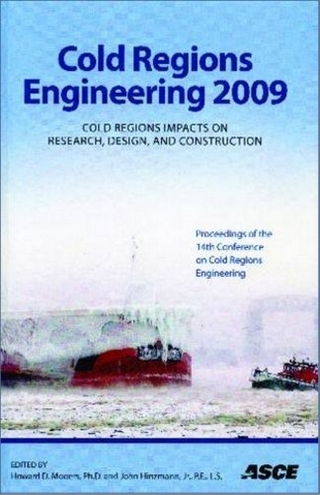 Cold Regions
Engineering 2009
COLD REGIONS IMPACTS ON
RESEARCH, DESIGN, AND CONSTRUCTION
Proceedings of the
14th Conference
on Cold Regions
Engineering
EDITED BY
Howard D. Mooers, Ph.D. and John Hinzmann, Jr., P.E., L.S.
ASCE